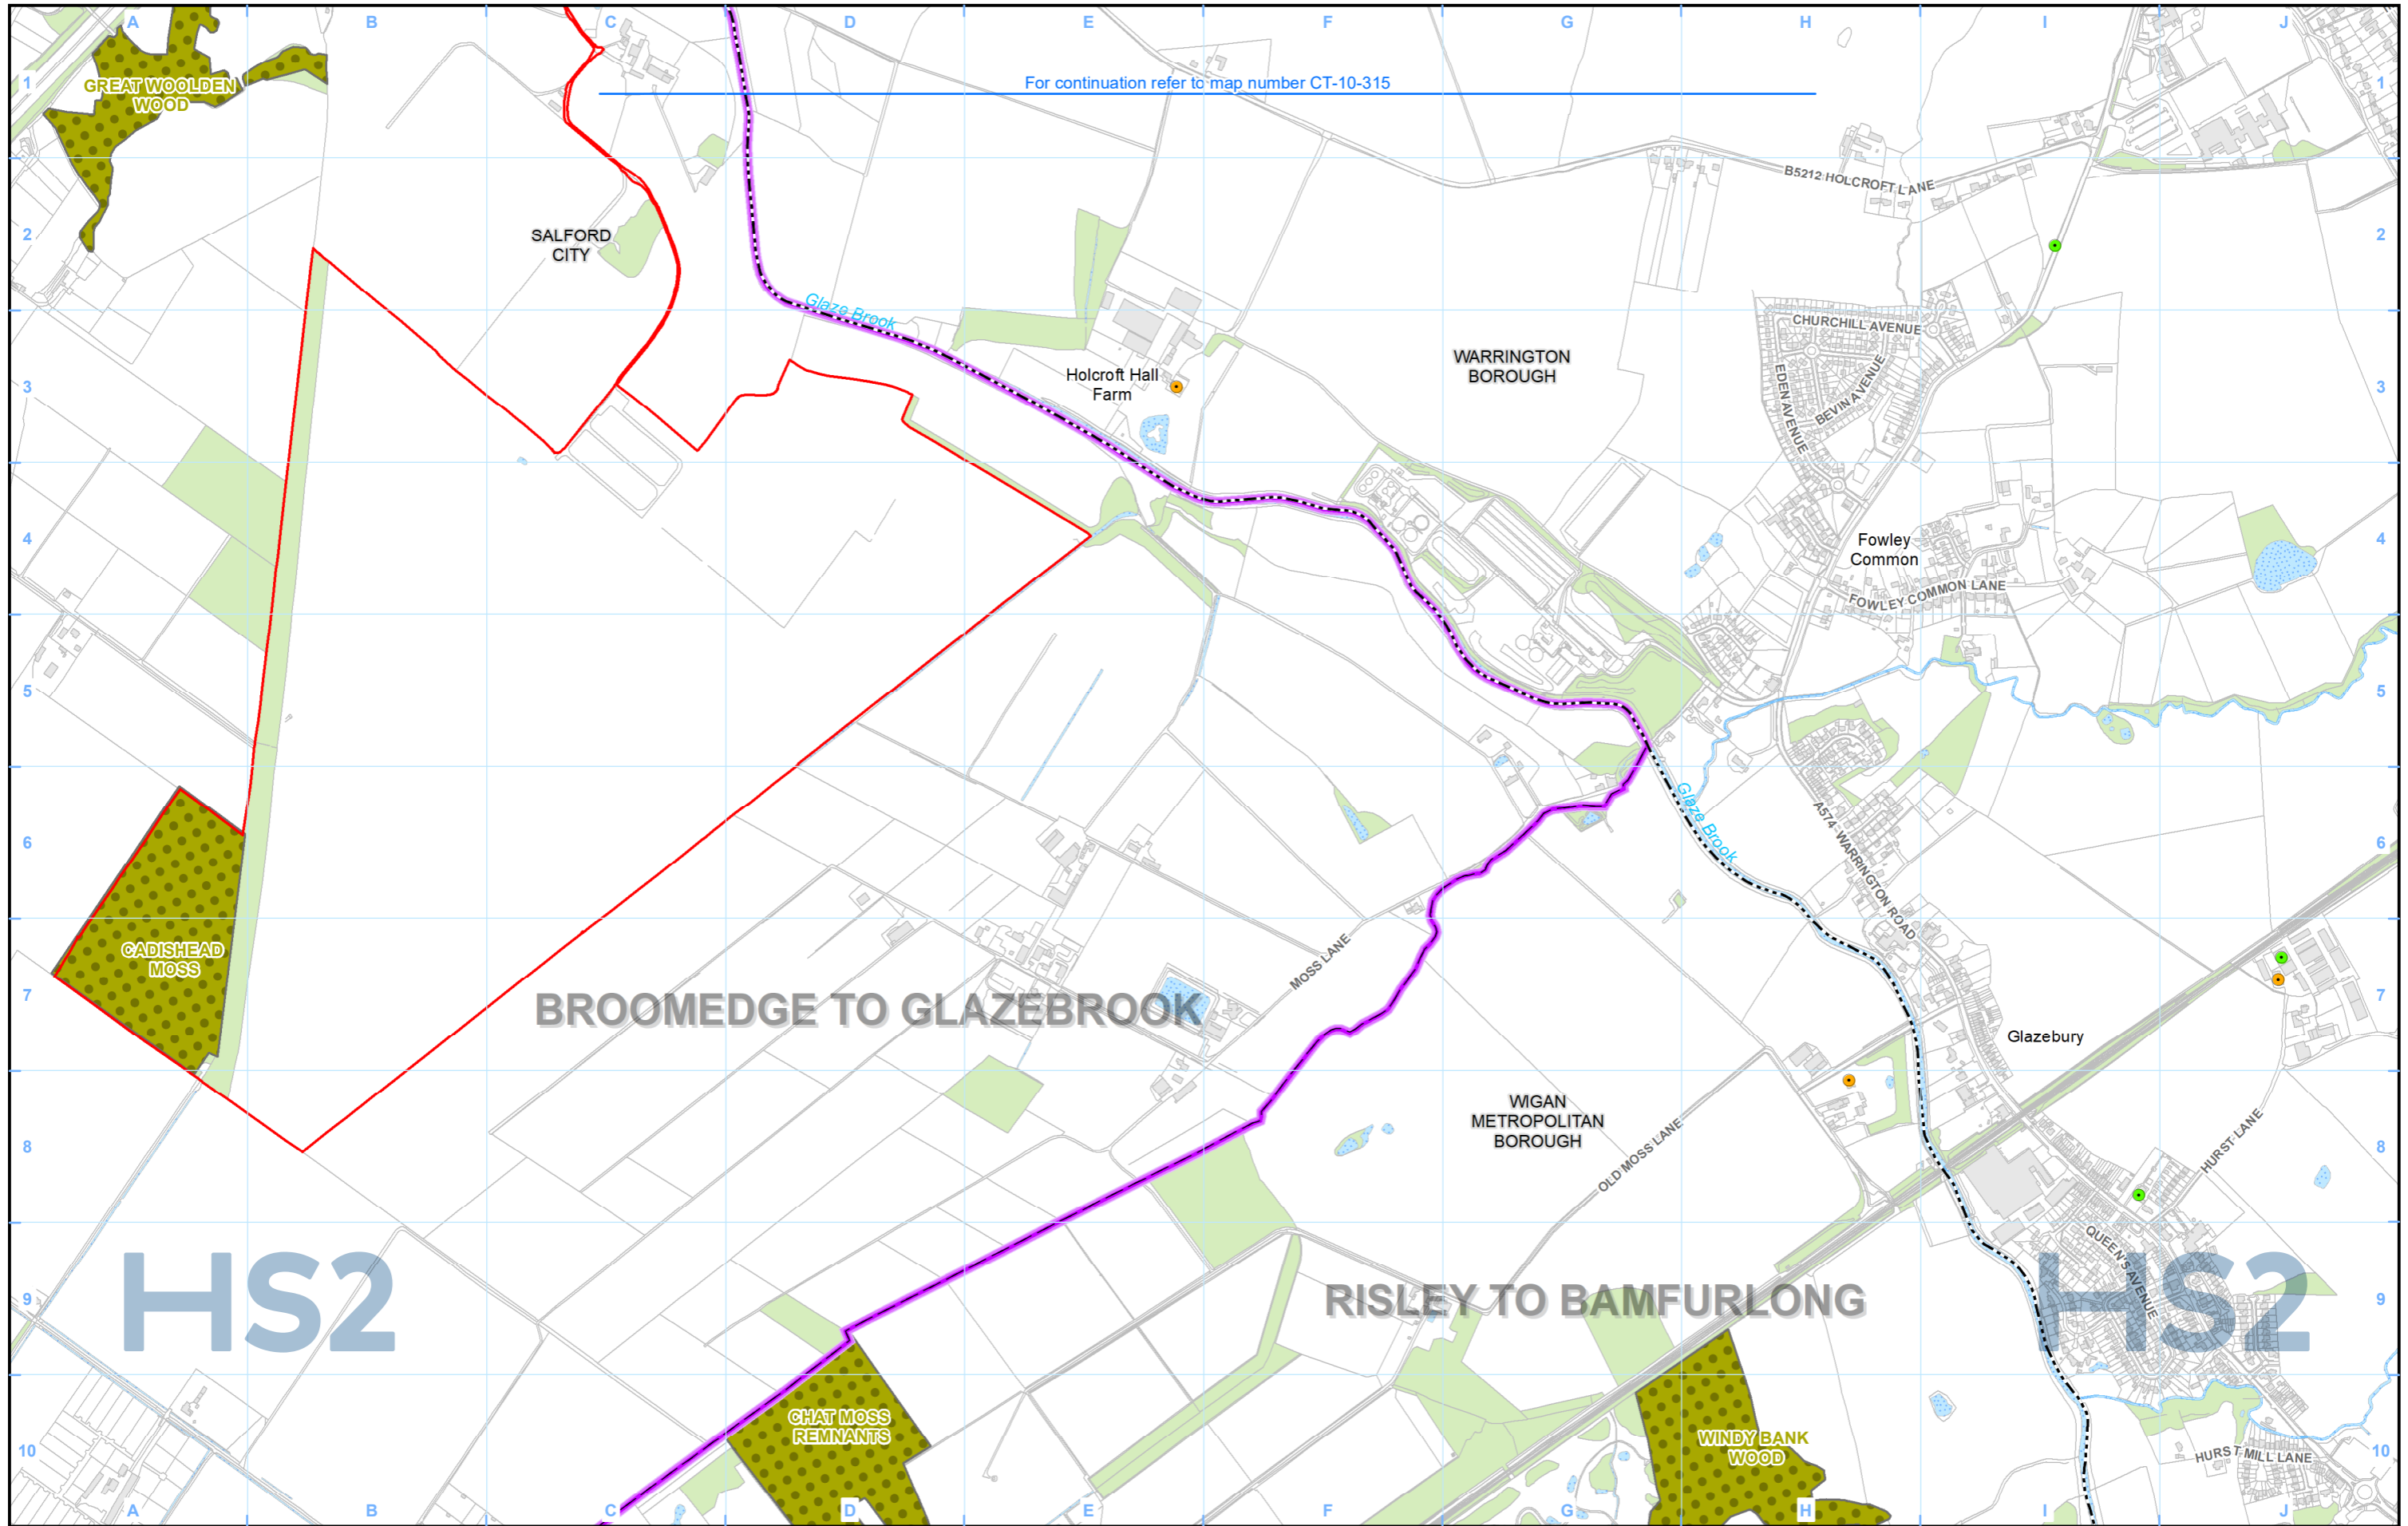 A B C D E F G H I J
1
GREAT WOOLDEN
WOOD
For continuation refer to map number CT-10-315
1
B5212 HOLCROFT LANE
2
SALFORD
CITY
2
Glaze Brook
CHURCHILL AVENUE
WARRINGTON
BOROUGH
3
Holcroft Hall
Farm
EDEN AVENUE
BEVIN AVENUE
3
4
Fowley
Common
4
FOWLEY COMMON LANE
5
5
Glaze Brook
6
A574 WARRINGTON ROAD
6
CADISHEAD
MOSS
MOSS LANE
7
BROOMEDGE TO GLAZEBROOK
7
Glazebury
8
WIGAN
METROPOLITAN
BOROUGH
OLD MOSS LANE
HURST LANE
8
QUEEN'S AVENUE
9
HS2
RISLEY TO BAMFURLONG
HS2
9
CHAT MOSS
REMNANTS
WINDY BANK
WOOD
10
HURST MILL LANE
10
A B C D E F G H I J